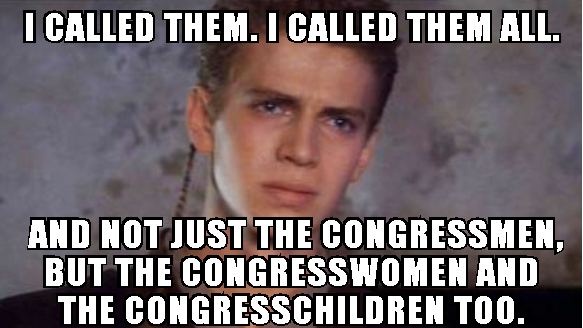 I CALLED THEM. I CALLED THEM ALL.
AND NOT JUST THE CONGRESSMEN,
BUT THE CONGRESSWOMEN AND
THE CONGRESSCHILDREN TOO.